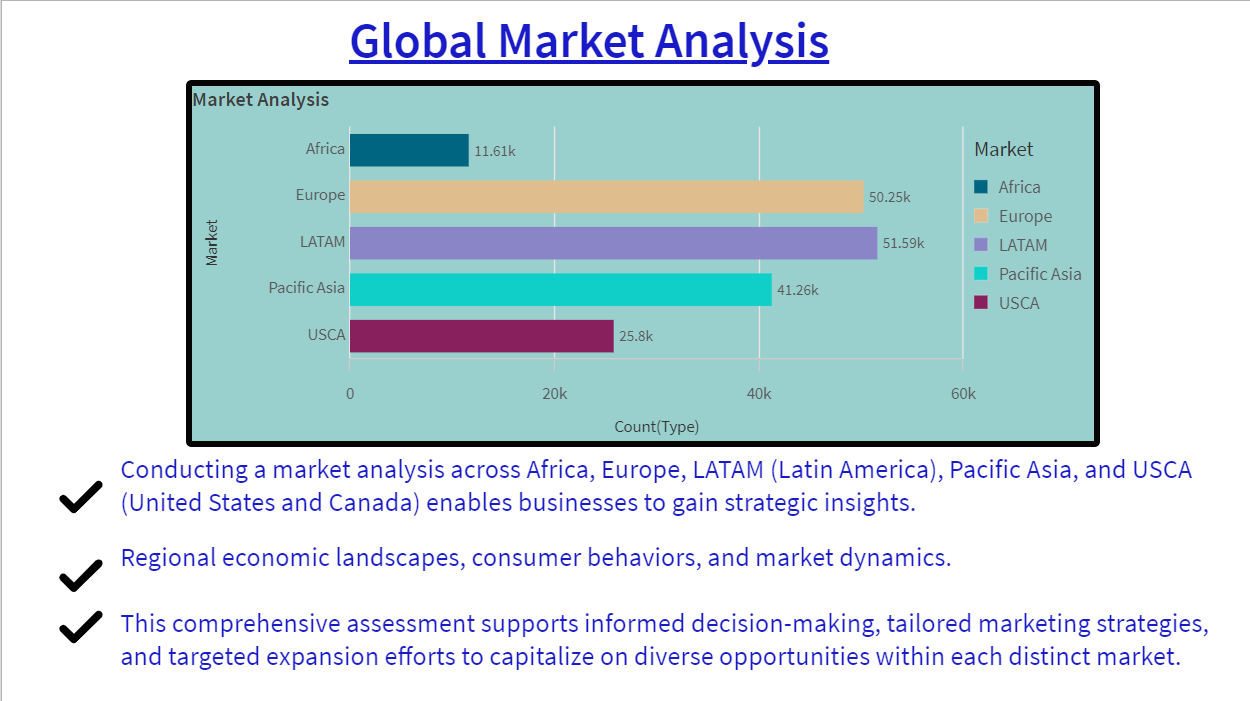 Global Market Analysis
Market Analysis
Market
Africa
11.61k
Europe
50.25k
LATAM
51.59k
Pacific Asia
41.26k
USCA
25.8k
0
20k
40k
60k
Count(Type)
Market
Africa
Europe
LATAM
Pacific Asia
USCA
Conducting a market analysis across Africa, Europe, LATAM (Latin America), Pacific Asia, and USCA
(United States and Canada) enables businesses to gain strategic insights.
Regional economic landscapes, consumer behaviors, and market dynamics.
This comprehensive assessment supports informed decision-making, tailored marketing strategies,
and targeted expansion efforts to capitalize on diverse opportunities within each distinct market.